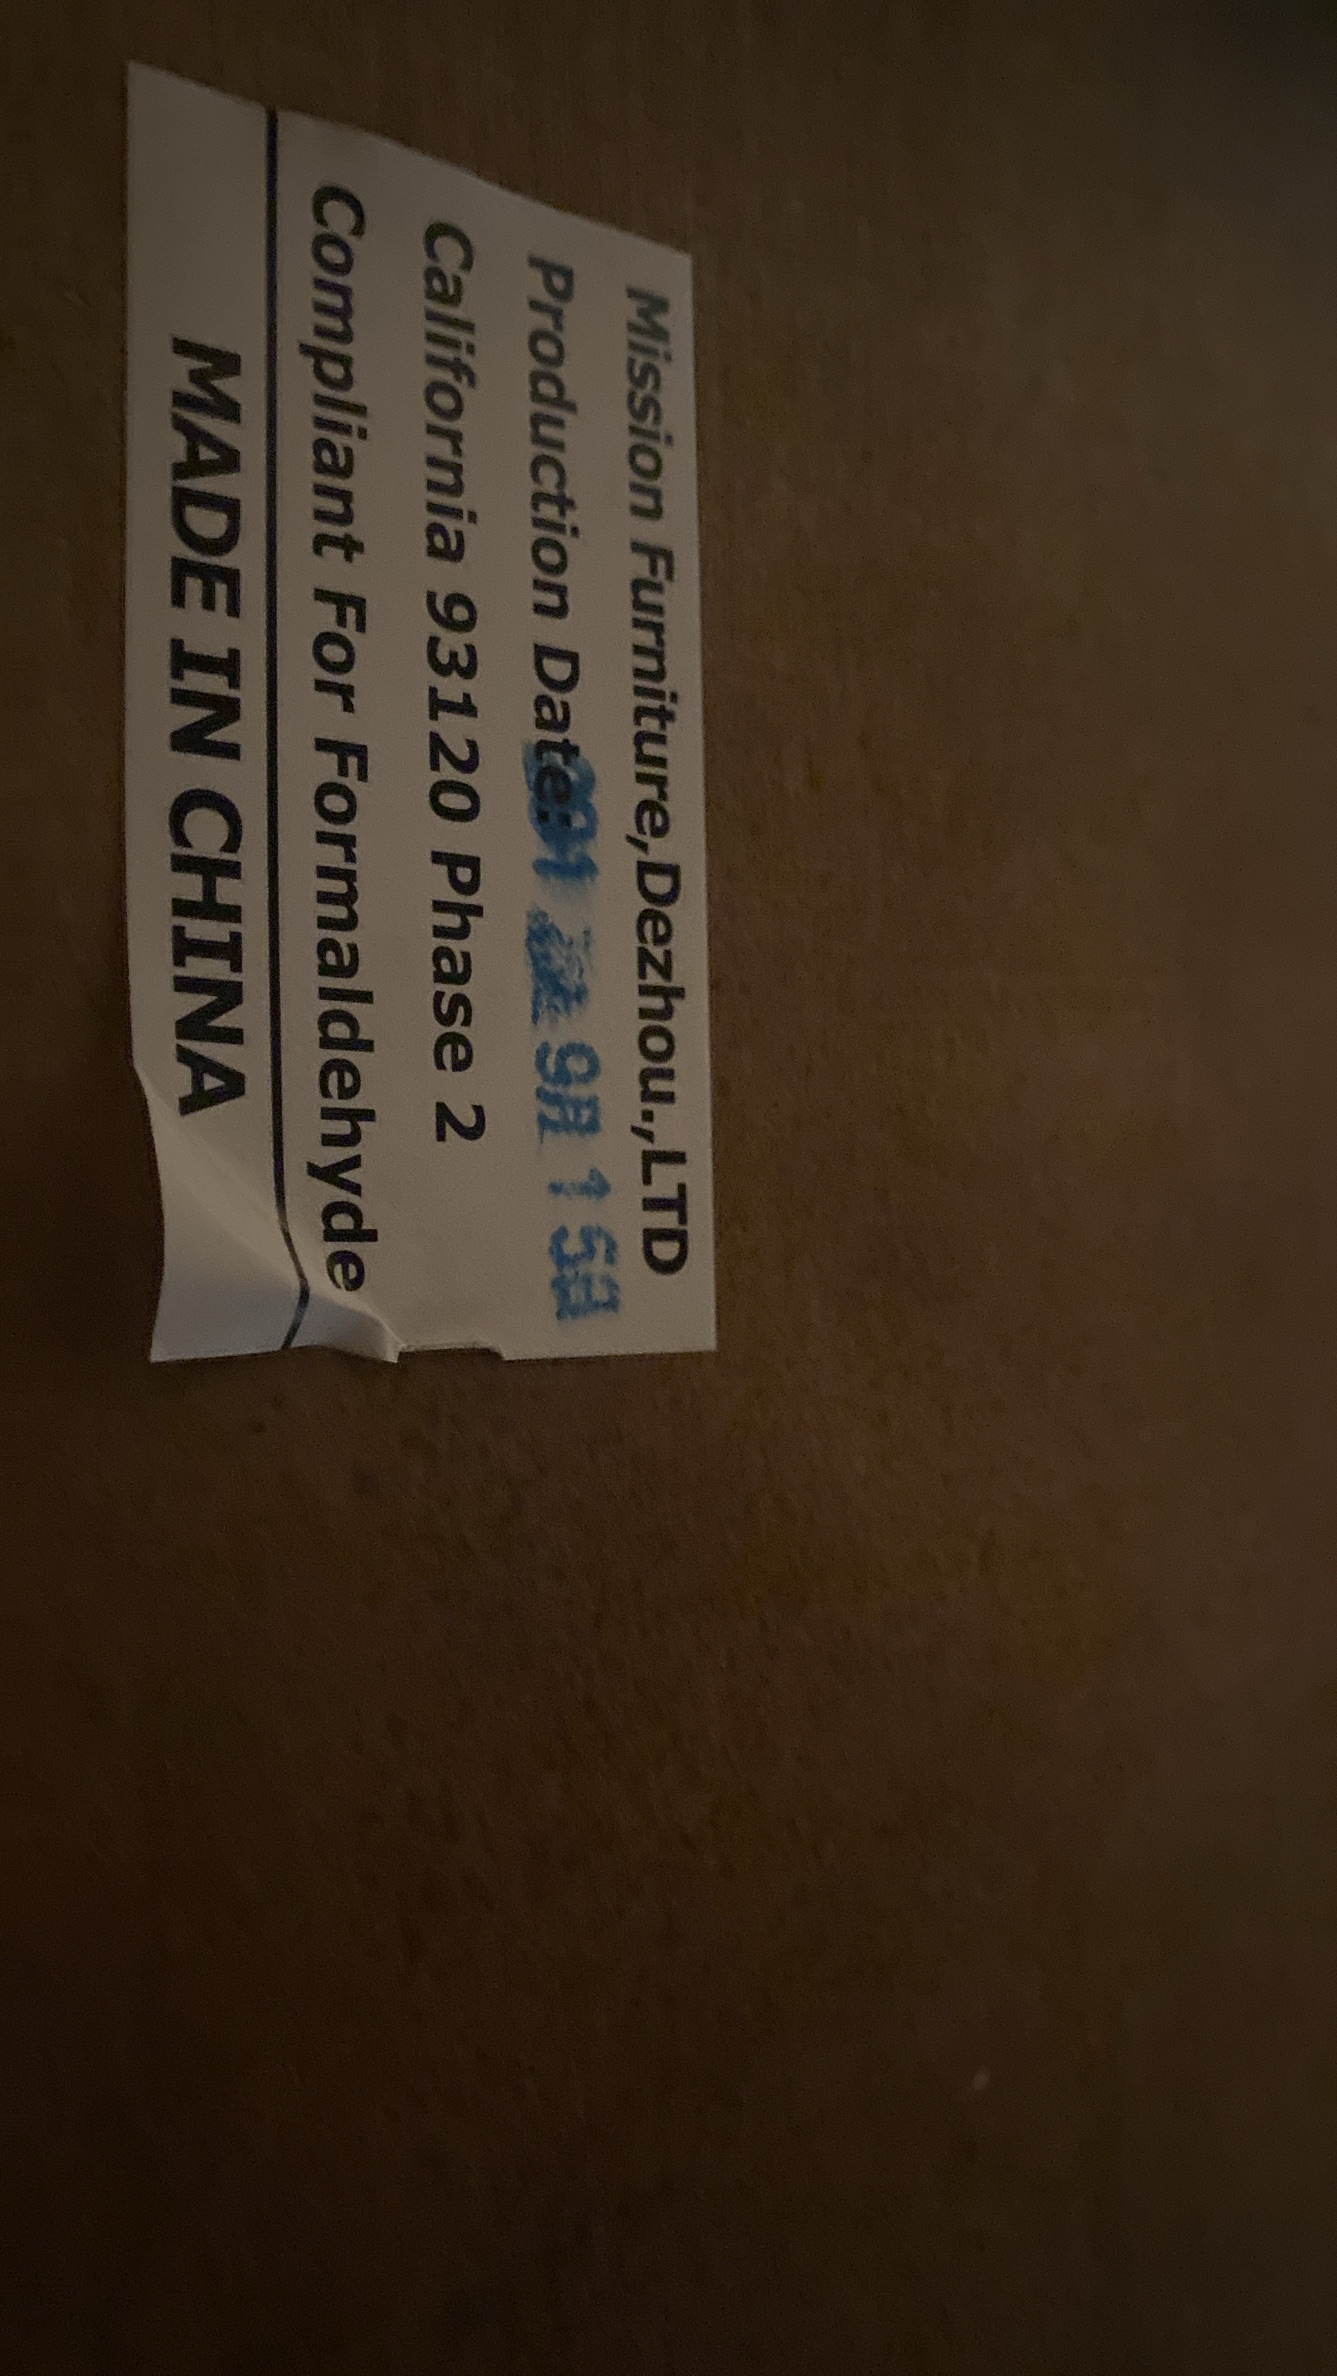 Mission Furniture,Dezhou.,LTD
Production Date:
California 93120 Phase 2
Compliant For Formaldehyde
MADE IN CHINA